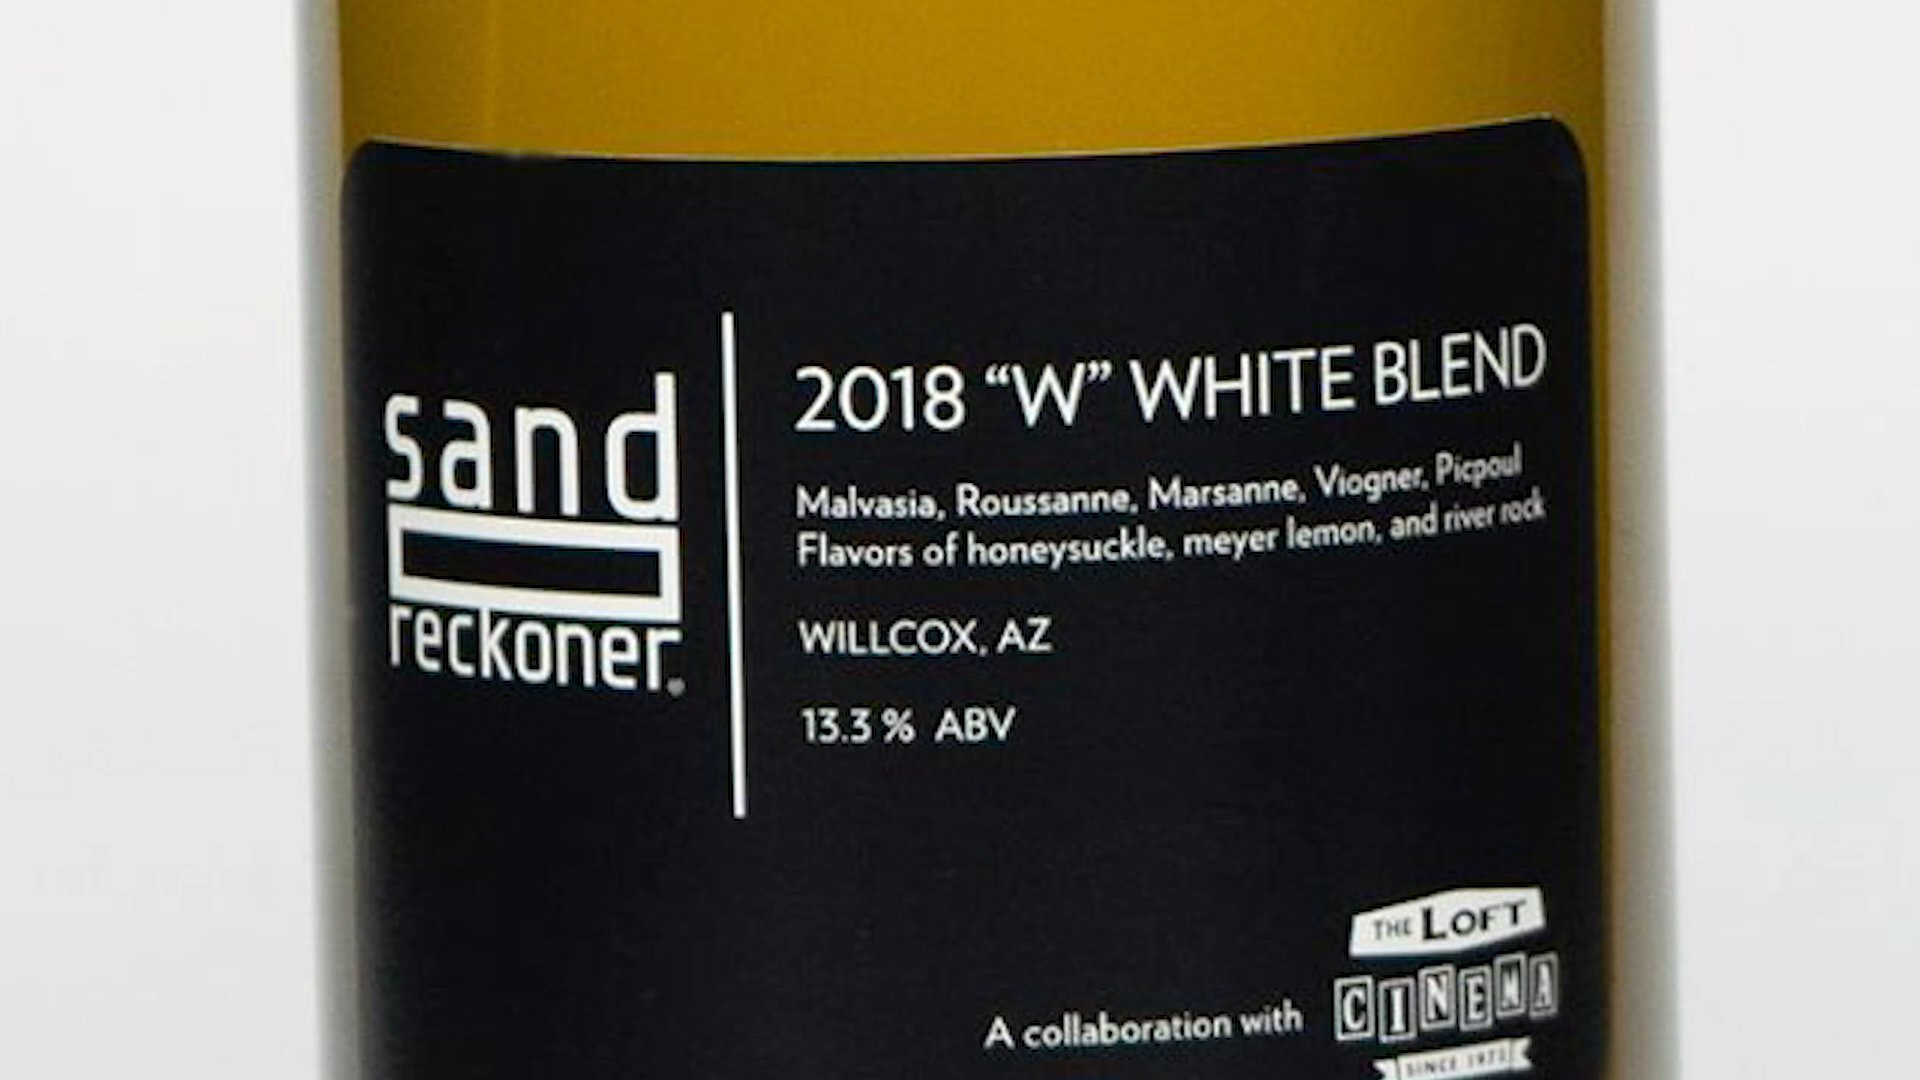 sand
reckoner®
2018 “W” WHITE BLEND
Malvasia, Roussanne, Marsanne, Viogner, Picpoul
Flavors of honeysuckle, meyer lemon, and river rock
WILLCOX, AZ
13.3 % ABV
A collaboration with
THE LOFT
CINEMA
SINCE